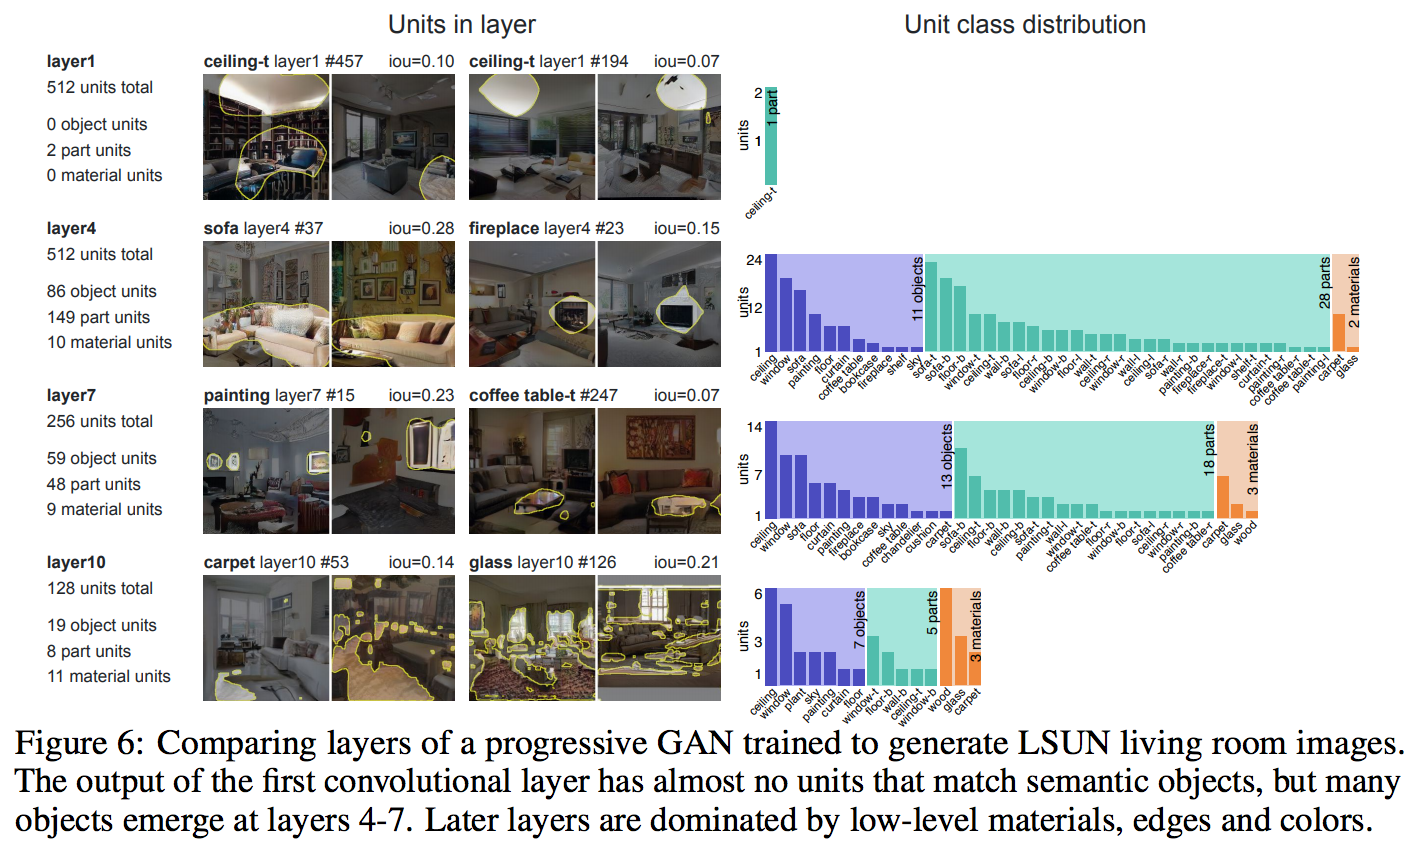 Units in layer
Unit class distribution
layer1
512 units total
0 object units
2 part units
0 material units
ceiling-t layer1 #457 iou=0.10
ceiling-t layer1 #194 iou=0.07
2
1
units
1 part
ceiling-t
layer4
512 units total
86 object units
149 part units
10 material units
sofa layer4 #37 iou=0.28
fireplace layer4 #23 iou=0.15
24
12
1
units
11 objects
28 parts
2 materials
ceiling
window
sofa
painting
floor
curtain
coffee table
bookcase
fireplace
shelf
sky
sofa-t
sofa-b
floor-b
window-t
ceiling-t
wall-b
sofa-l
floor-r
ceiling-b
window-b
floor-l
wall-t
ceiling-r
window-r
wall-l
ceiling-l
sofa-r
wall-r
painting-b
fireplace-r
fireplace-t
window-l
shelf-t
curtain-t
painting-r
coffee table-r
coffee table-t
painting-l
carpet
glass
layer7
256 units total
59 object units
48 part units
9 material units
painting layer7 #15 iou=0.23
coffee table-t #247 iou=0.07
14
7
1
units
13 objects
18 parts
3 materials
ceiling
window
sofa
floor
curtain
painting
fireplace
bookcase
sky
coffee table
chandelier
cushion
carpet
sofa-b
ceiling-t
floor-b
wall-b
ceiling-b
sofa-t
painting-t
wall-l
window-t
coffee table-t
floor-r
window-b
floor-t
sofa-l
ceiling-r
window-r
painting-b
coffee table-r
carpet
glass
wood
layer10
128 units total
19 object units
8 part units
11 material units
carpet layer10 #53 iou=0.14
glass layer10 #126 iou=0.21
6
3
1
units
7 objects
5 parts
3 materials
ceiling
window
plant
sky
painting
curtain
floor
window-t
floor-b
wall-b
ceiling-t
window-b
wood
glass
carpet
Figure 6: Comparing layers of a progressive GAN trained to generate LSUN living room images.
The output of the first convolutional layer has almost no units that match semantic objects, but many
objects emerge at layers 4-7. Later layers are dominated by low-level materials, edges and colors.